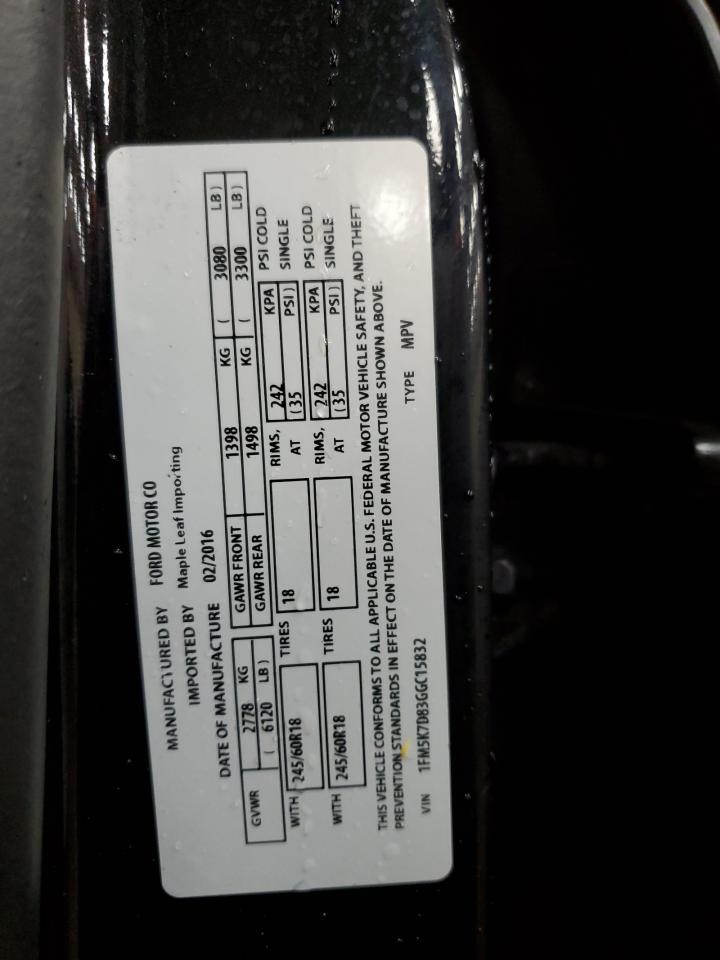 MANUFACTURED BY FORD MOTOR CO
IMPORTED BY Maple Leaf Importing
DATE OF MANUFACTURE 02/2016
GVWR 2778 KG GAWR FRONT 1398 KG ( 3080 LB )
( 6120 LB ) GAWR REAR 1498 KG ( 3300 LB )
WITH 245/60R18 TIRES 18 RIMS, 242 KPA PSI COLD
AT (35 PSI ) SINGLE
WITH 245/60R18 TIRES 18 RIMS, 242 KPA PSI COLD
AT (35 PSI ) SINGLE
THIS VEHICLE CONFORMS TO ALL APPLICABLE U.S. FEDERAL MOTOR VEHICLE SAFETY, AND THEFT
PREVENTION STANDARDS IN EFFECT ON THE DATE OF MANUFACTURE SHOWN ABOVE.
VIN 1FM5K7D83GGC15832 TYPE MPV